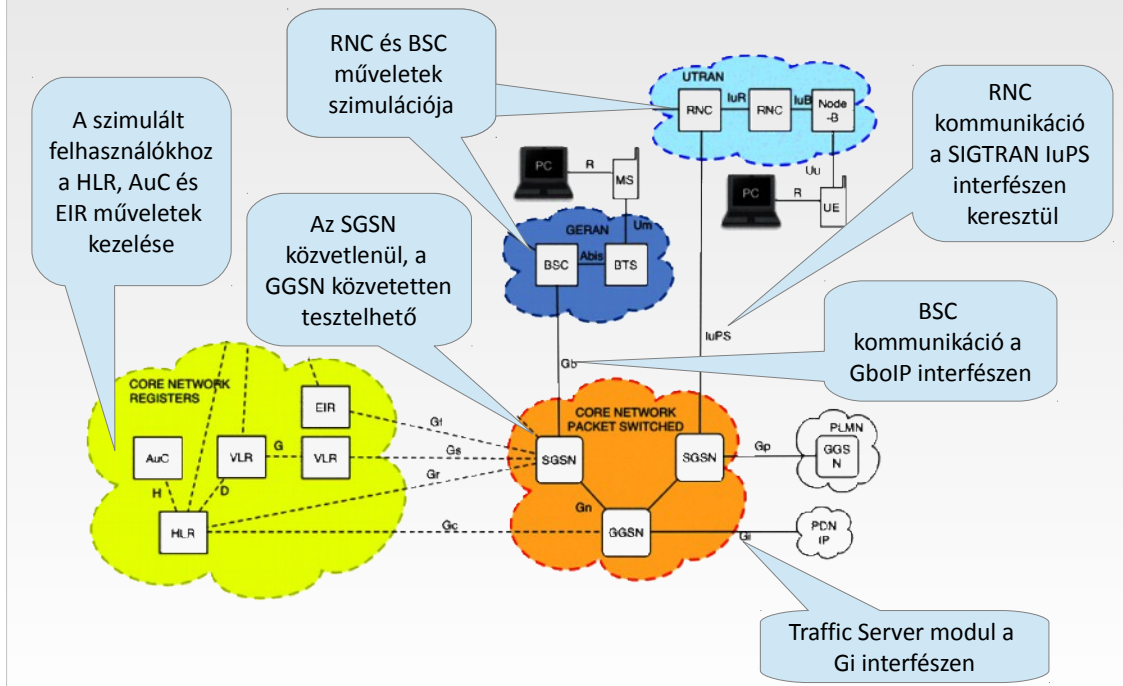 RNC és BSC
műveletek
szimulációja
A szimulált
felhasználókhoz
a HLR, AuC és
EIR műveletek
kezelése
Az SGSN
közvetlenül, a
GGSN közvetetten
tesztelhető
RNC
kommunikáció
a SIGTRAN IuPS
interfészen
keresztül
BSC
kommunikáció a
GboIP interfészen
Traffic Server modul a
Gi interfészen
UTRAN
RNC
IuR
RNC
IuB
Node
-B
Uu
PC
R
UE
PC
R
MS
Um
GERAN
BSC
Abis
BTS
Gb
IuPS
CORE NETWORK
REGISTERS
EIR
AuC
VLR
G
VLR
H
D
HLR
Gf
Gs
Gr
Gc
CORE NETWORK
PACKET SWITCHED
SGSN
SGSN
Gn
GGSN
Gp
PLMN
GGS
N
Gi
PDN
IP